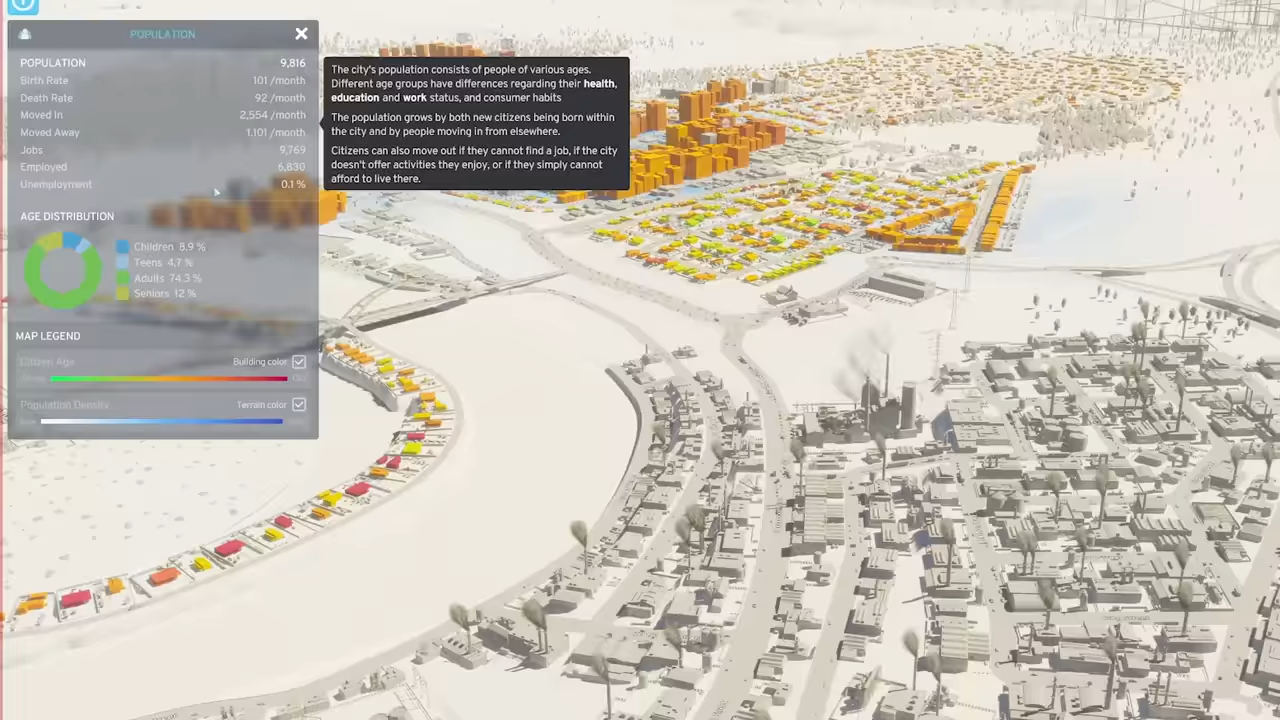 POPULATION
POPULATION 9,816
Birth Rate 101 /month
Death Rate 92 /month
Moved In 2,554 /month
Moved Away 1,101 /month
Jobs 9,769
Employed 6,830
Unemployment 0.1 %
AGE DISTRIBUTION
Children 8,9 %
Teens 4,7 %
Adults 74,3 %
Seniors 12 %
MAP LEGEND
Citizen Age Building color
Population Density Terrain color
The city's population consists of people of various ages.
Different age groups have differences regarding their health,
education and work status, and consumer habits
The population grows by both new citizens being born within
the city and by people moving in from elsewhere.
Citizens can also move out if they cannot find a job, if the city
doesn't offer activities they enjoy, or if they simply cannot
afford to live there.